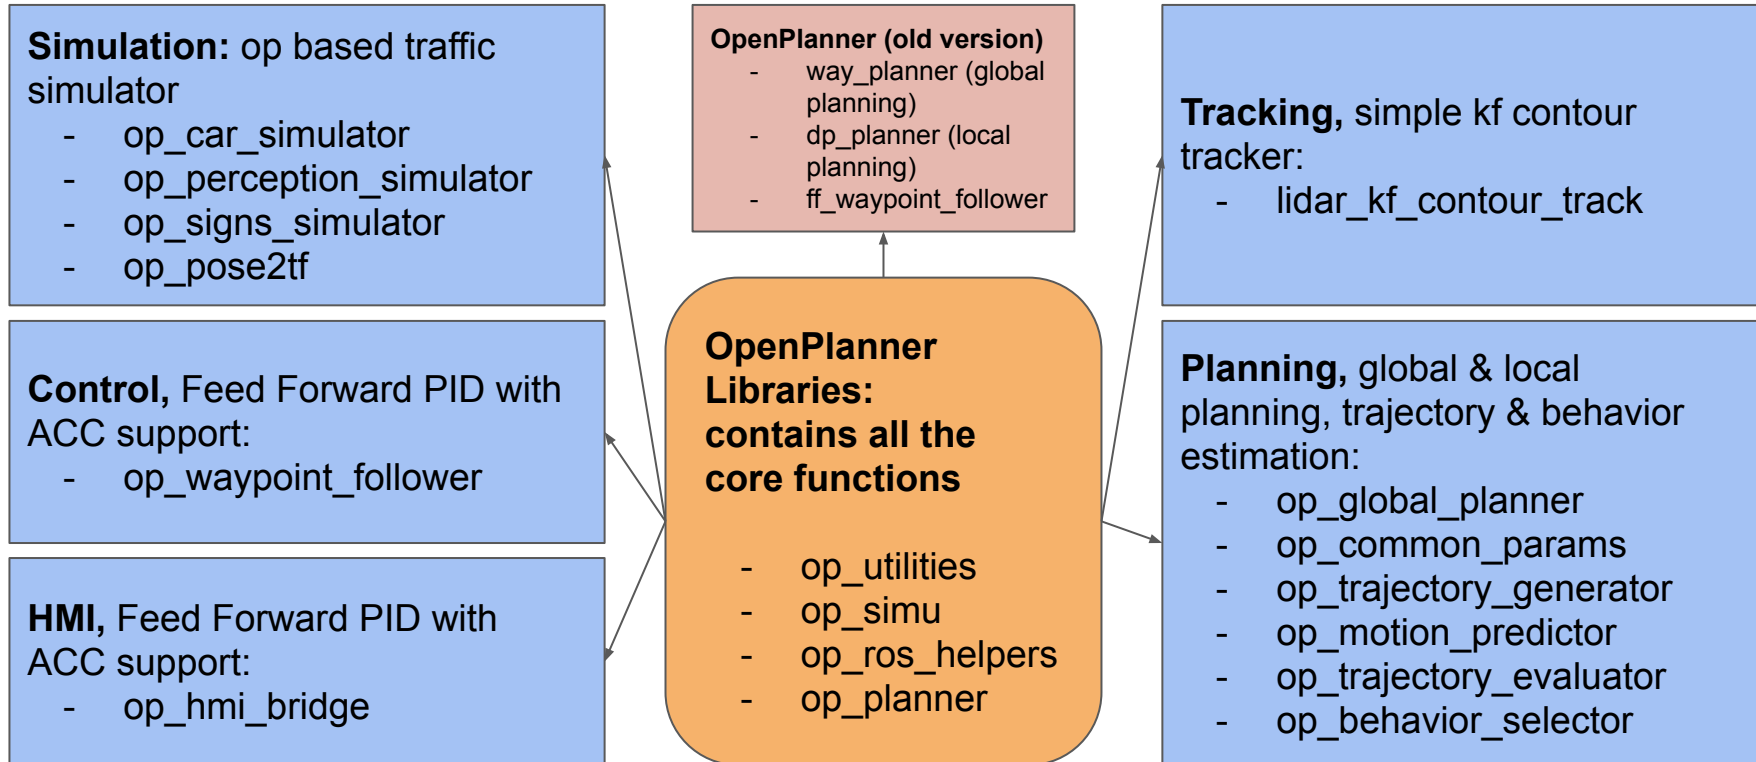 Simulation: op based traffic
simulator
- op_car_simulator
- op_perception_simulator
- op_signs_simulator
- op_pose2tf
Control, Feed Forward PID with
ACC support:
- op_waypoint_follower
HMI, Feed Forward PID with
ACC support:
- op_hmi_bridge
OpenPlanner (old version)
- way_planner (global
planning)
- dp_planner (local
planning)
- ff_waypoint_follower
OpenPlanner
Libraries:
contains all the
core functions
- op_utilities
- op_simu
- op_ros_helpers
- op_planner
Tracking, simple kf contour
tracker:
- lidar_kf_contour_track
Planning, global & local
planning, trajectory & behavior
estimation:
- op_global_planner
- op_common_params
- op_trajectory_generator
- op_motion_predictor
- op_trajectory_evaluator
- op_behavior_selector